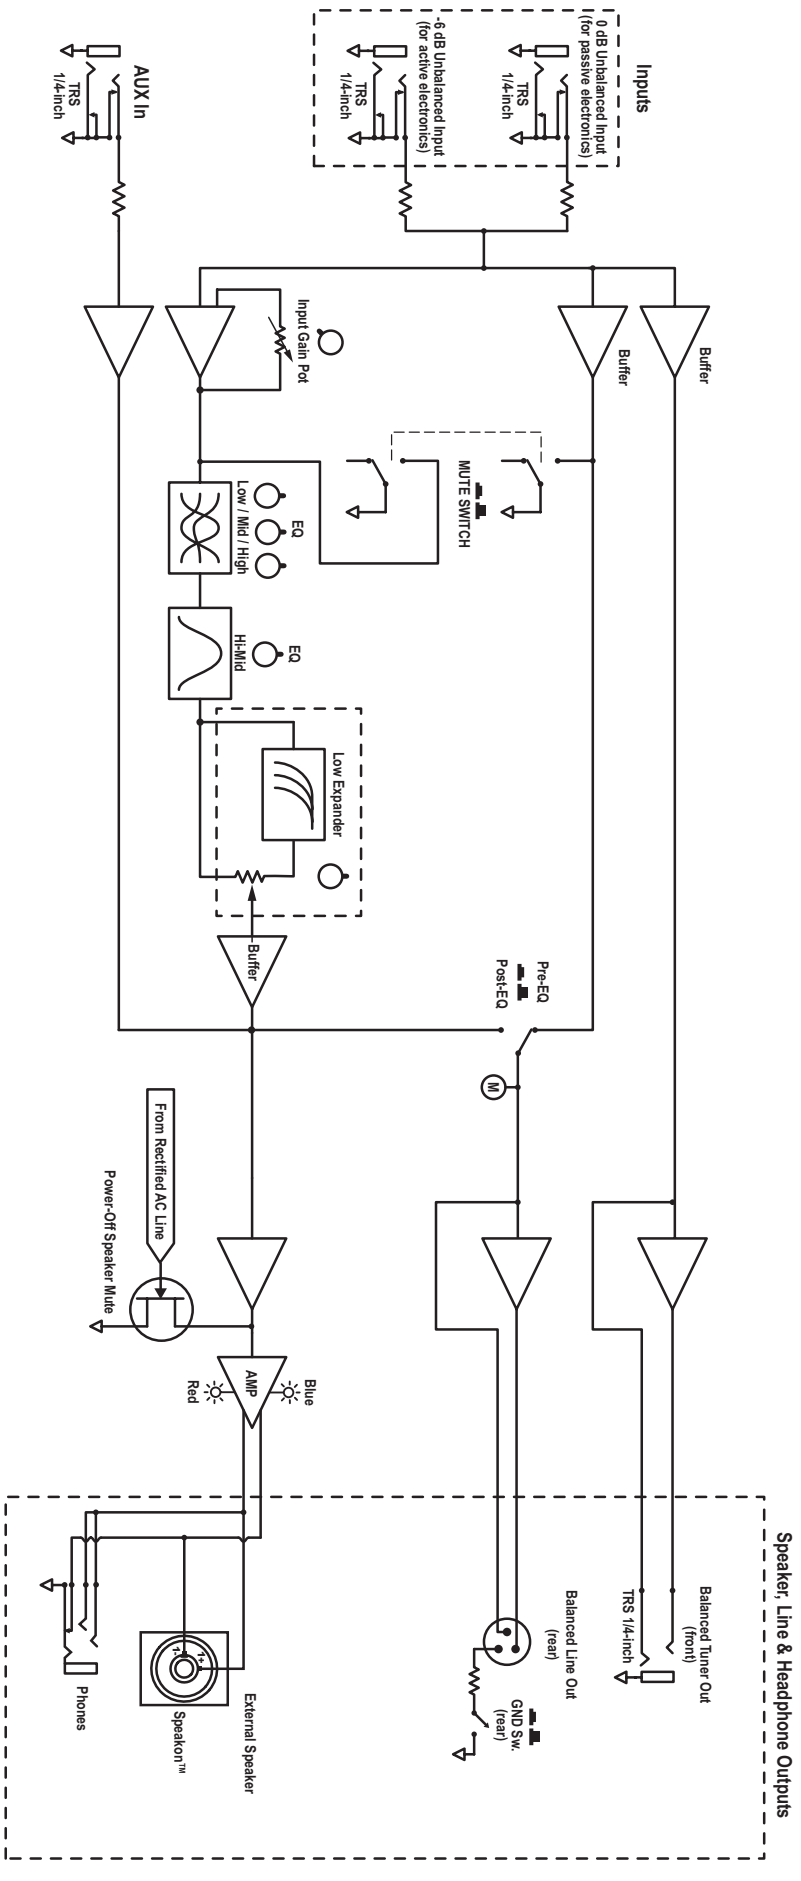 Inputs
0 dB Unbalanced Input
(for passive electronics)
TRS
1/4-inch
-6 dB Unbalanced Input
(for active electronics)
TRS
1/4-inch
AUX In
TRS
1/4-inch
Buffer
Buffer
Input Gain Pot
MUTE SWITCH
EQ
Low / Mid / High
EQ
Hi-Mid
Low Expander
Buffer
Pre-EQ
Post-EQ
M
From Rectified AC Line
Power-Off Speaker Mute
AMP
Blue
Red
Speaker, Line & Headphone Outputs
Balanced Tuner Out
(front)
TRS 1/4-inch
Balanced Line Out
(rear)
GND Sw.
(rear)
External Speaker
1+
1-
Speakon™
Phones